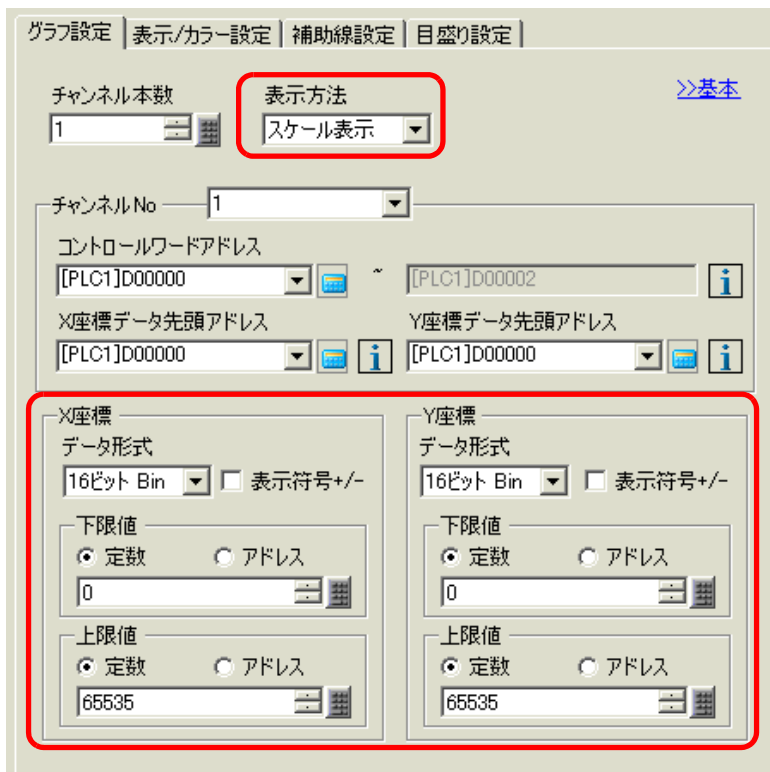 グラフ設定 表示/カラー設定 補助線設定 目盛り設定
チャンネル本数 表示方法 >>基本
1 スケール表示
チャンネルNo 1
コントロールワードアドレス
[PLC1]D00000 ~ [PLC1]D00002
X座標データ先頭アドレス Y座標データ先頭アドレス
[PLC1]D00000 [PLC1]D00000
X座標 Y座標
データ形式 データ形式
16ビット Bin 表示符号+/- 16ビット Bin 表示符号+/-
下限値 下限値
定数 アドレス 定数 アドレス
0 0
上限値 上限値
定数 アドレス 定数 アドレス
65535 65535